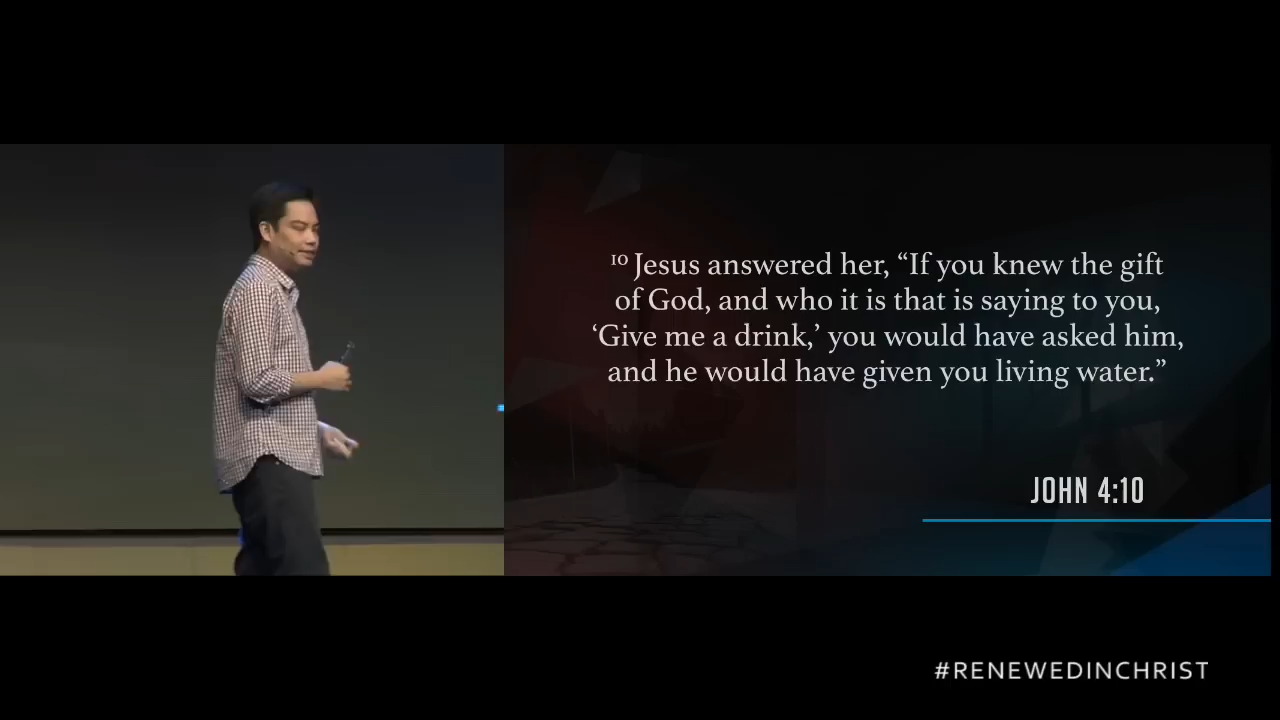 ¹⁰ Jesus answered her, “If you knew the gift
of God, and who it is that is saying to you,
‘Give me a drink,’ you would have asked him,
and he would have given you living water.”
JOHN 4:10
#RENEWEDINCHRIST